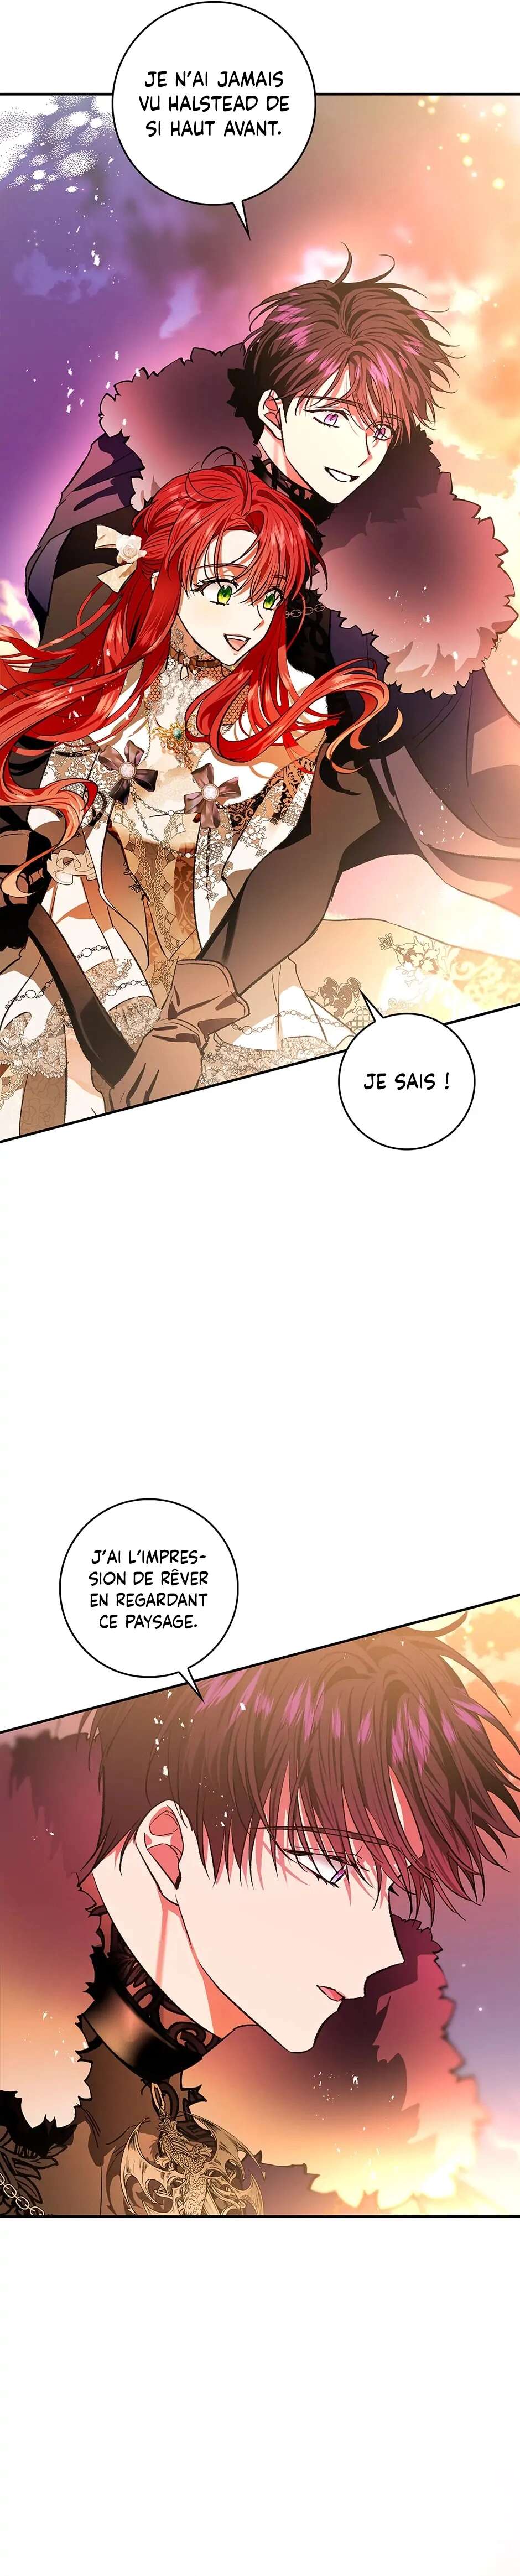 JE N'AI JAMAIS
VU HALSTEAD DE
SI HAUT AVANT.
JE SAIS !
J'AI L'IMPRES-
SION DE RÊVER
EN REGARDANT
CE PAYSAGE.